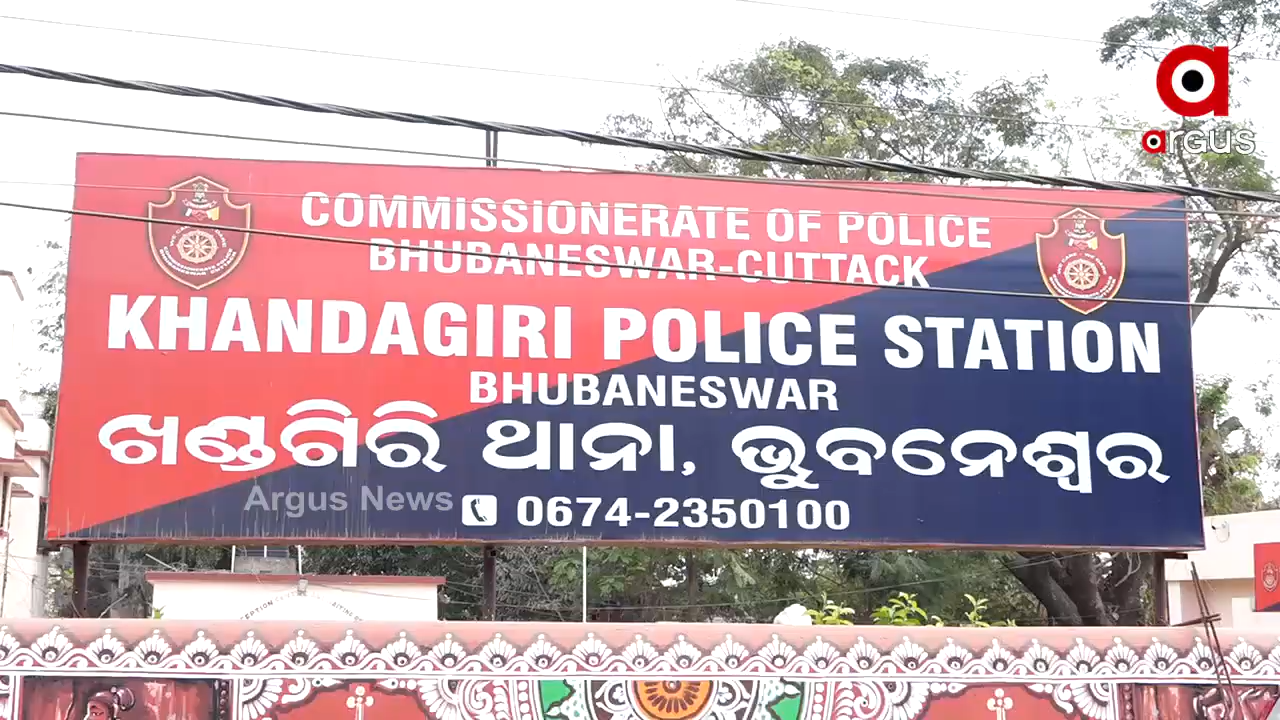 argus
COMMISSIONERATE OF POLICE
BHUBANESWAR-CUTTACK
KHANDAGIRI POLICE STATION
BHUBANESWAR
ଖଣ୍ଡଗିରି ଥାନା, ଭୁବନେଶ୍ୱର
Argus News
0674-2350100